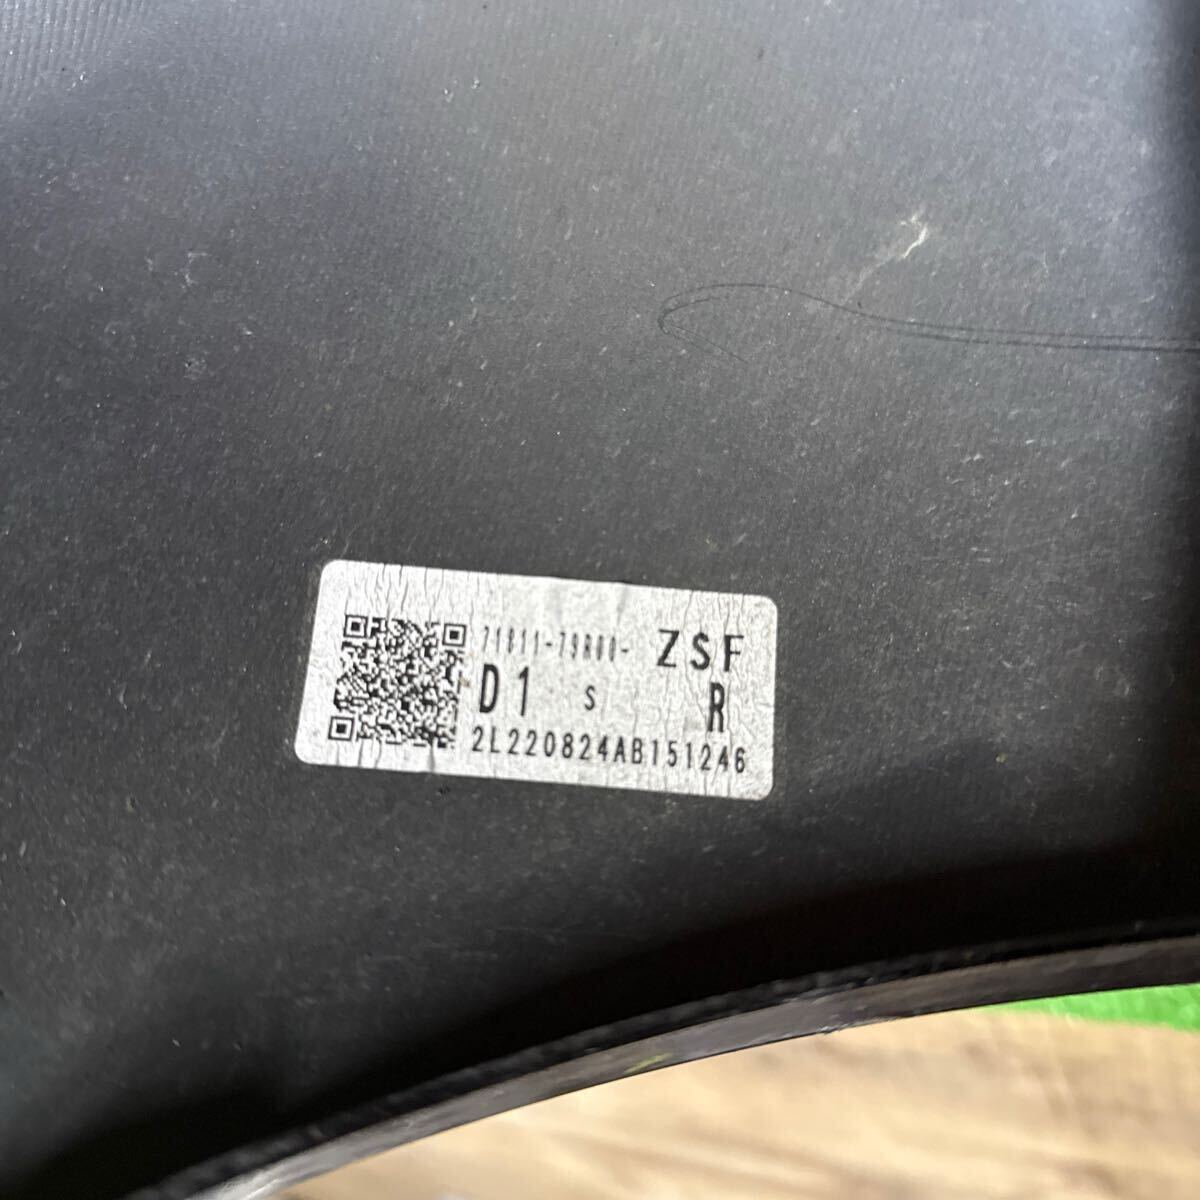 71811-79R00- ZSF
D1 S R
2L220824AB151246